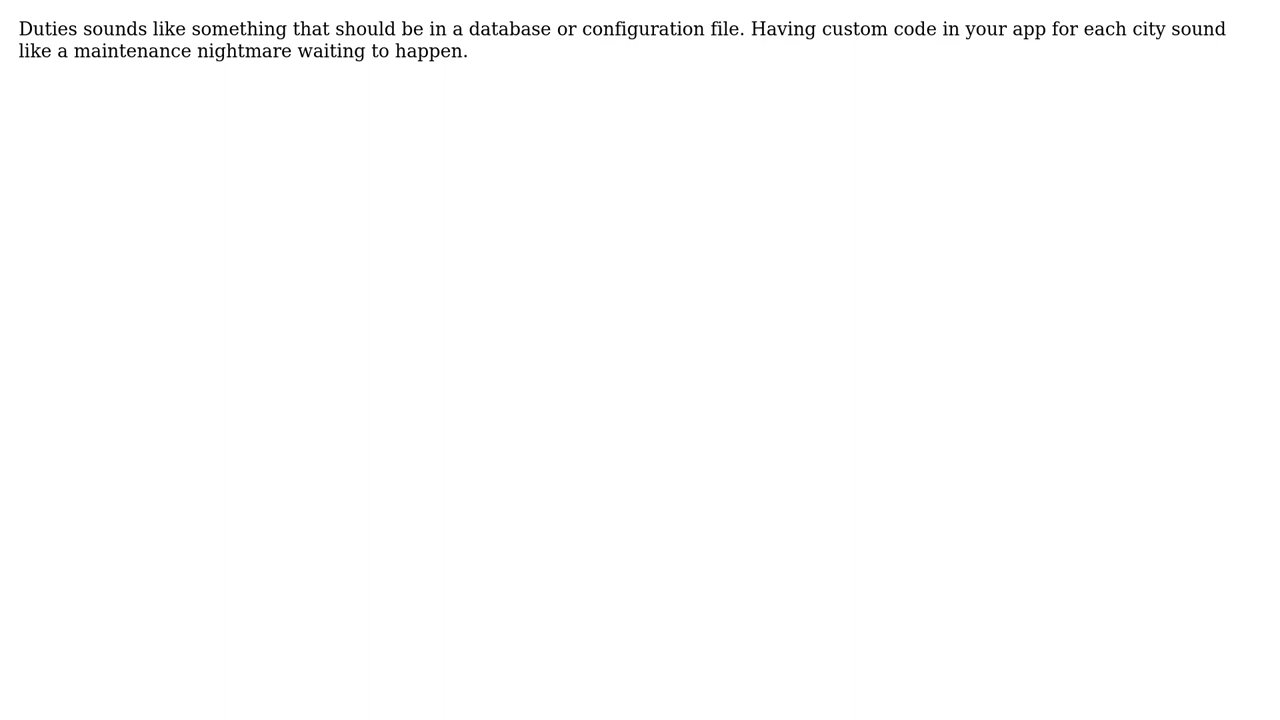 Duties sounds like something that should be in a database or configuration file. Having custom code in your app for each city sound
like a maintenance nightmare waiting to happen.